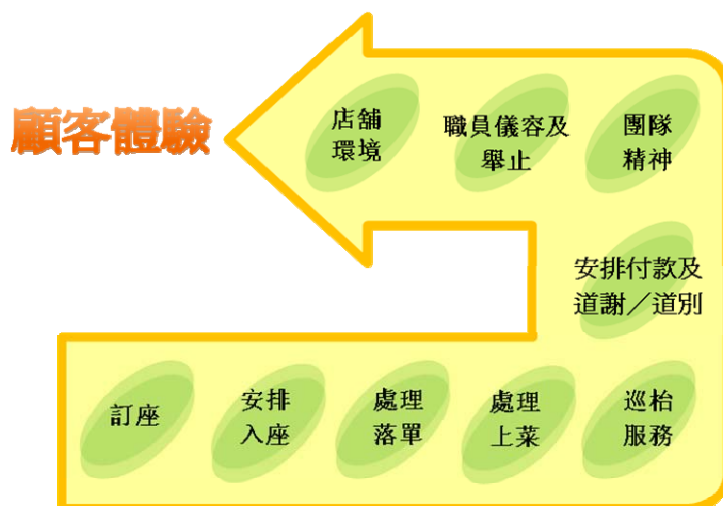 顧客體驗
店舖
環境
職員儀容及
舉止
團隊
精神
安排付款及
道謝／道別
訂座
安排
入座
處理
落單
處理
上菜
巡枱
服務